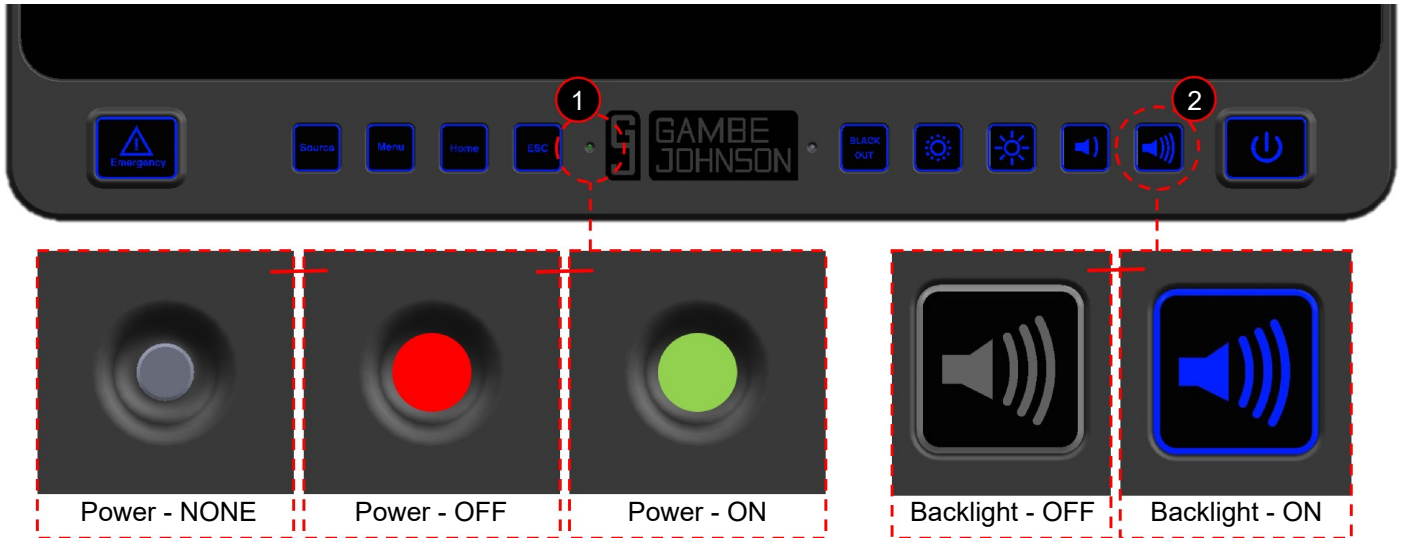 1
2
Emergency
Source
Menu
Home
ESC
GAMBE
JOHNSON
BLACK
OUT
Power - NONE
Power - OFF
Power - ON
Backlight - OFF
Backlight - ON